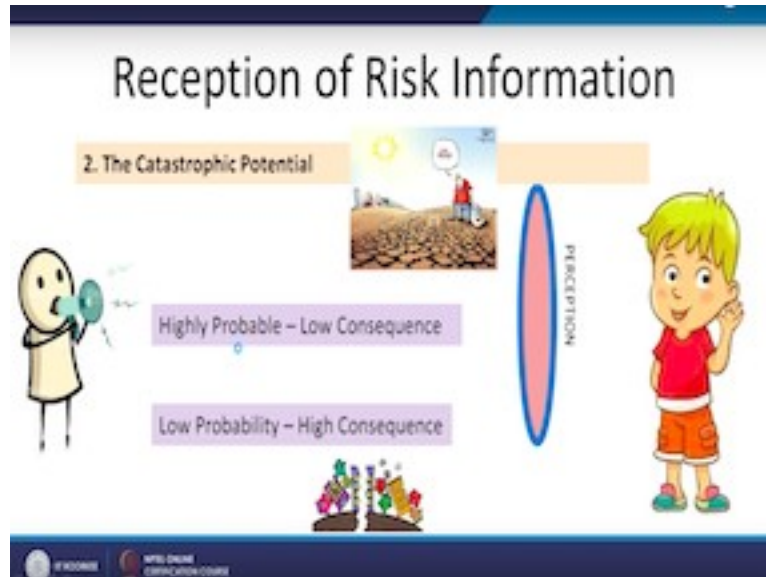 Reception of Risk Information
2. The Catastrophic Potential
PERCEPTION
Highly Probable – Low Consequence
Low Probability – High Consequence
IIT ROORKEE
NPTEL ONLINE
CERTIFICATION COURSE